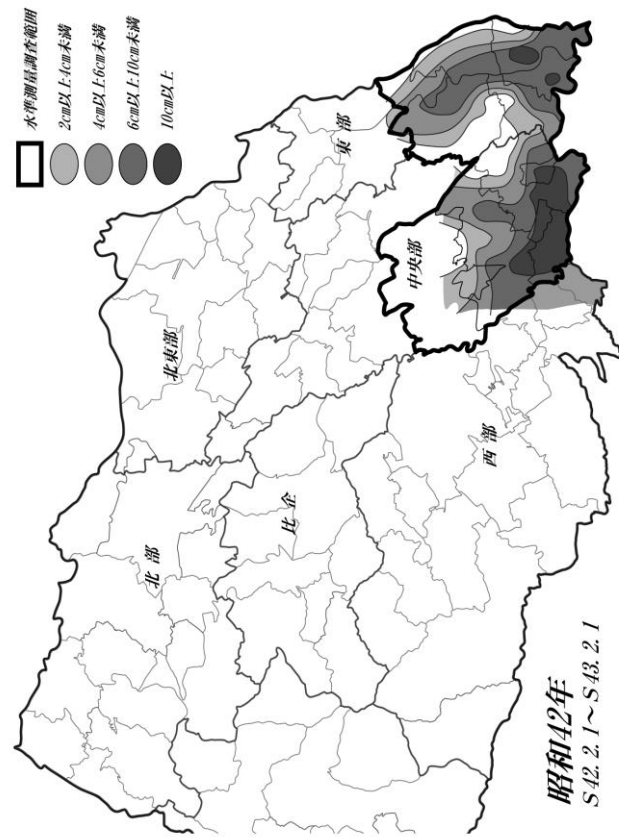 水準測量調査範囲
2cm以上4cm未満
4cm以上6cm未満
6cm以上10cm未満
10cm以上
東部
北東部
中央部
北部
比企
西部
昭和42年
S42.2.1～S43.2.1